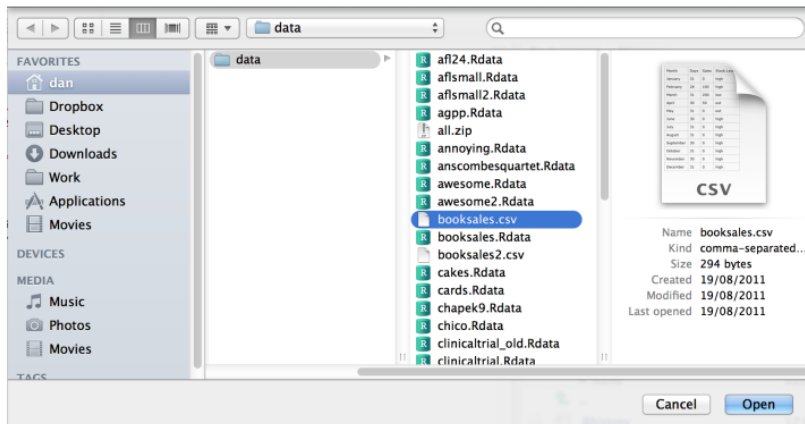 data
FAVORITES
dan
Dropbox
Desktop
Downloads
Work
Applications
Movies
DEVICES
MEDIA
Music
Photos
Movies
TAGS
data
afl24.Rdata
aflsmall.Rdata
aflsmall2.Rdata
agpp.Rdata
all.zip
annoying.Rdata
anscombesquartet.Rdata
awesome.Rdata
awesome2.Rdata
booksales.csv
booksales.Rdata
booksales2.csv
cakes.Rdata
cards.Rdata
chapek9.Rdata
chico.Rdata
clinicaltrial_old.Rdata
clinicaltrial.Rdata
CSV
Name booksales.csv
Kind comma-separated...
Size 294 bytes
Created 19/08/2011
Modified 19/08/2011
Last opened 19/08/2011
Cancel
Open